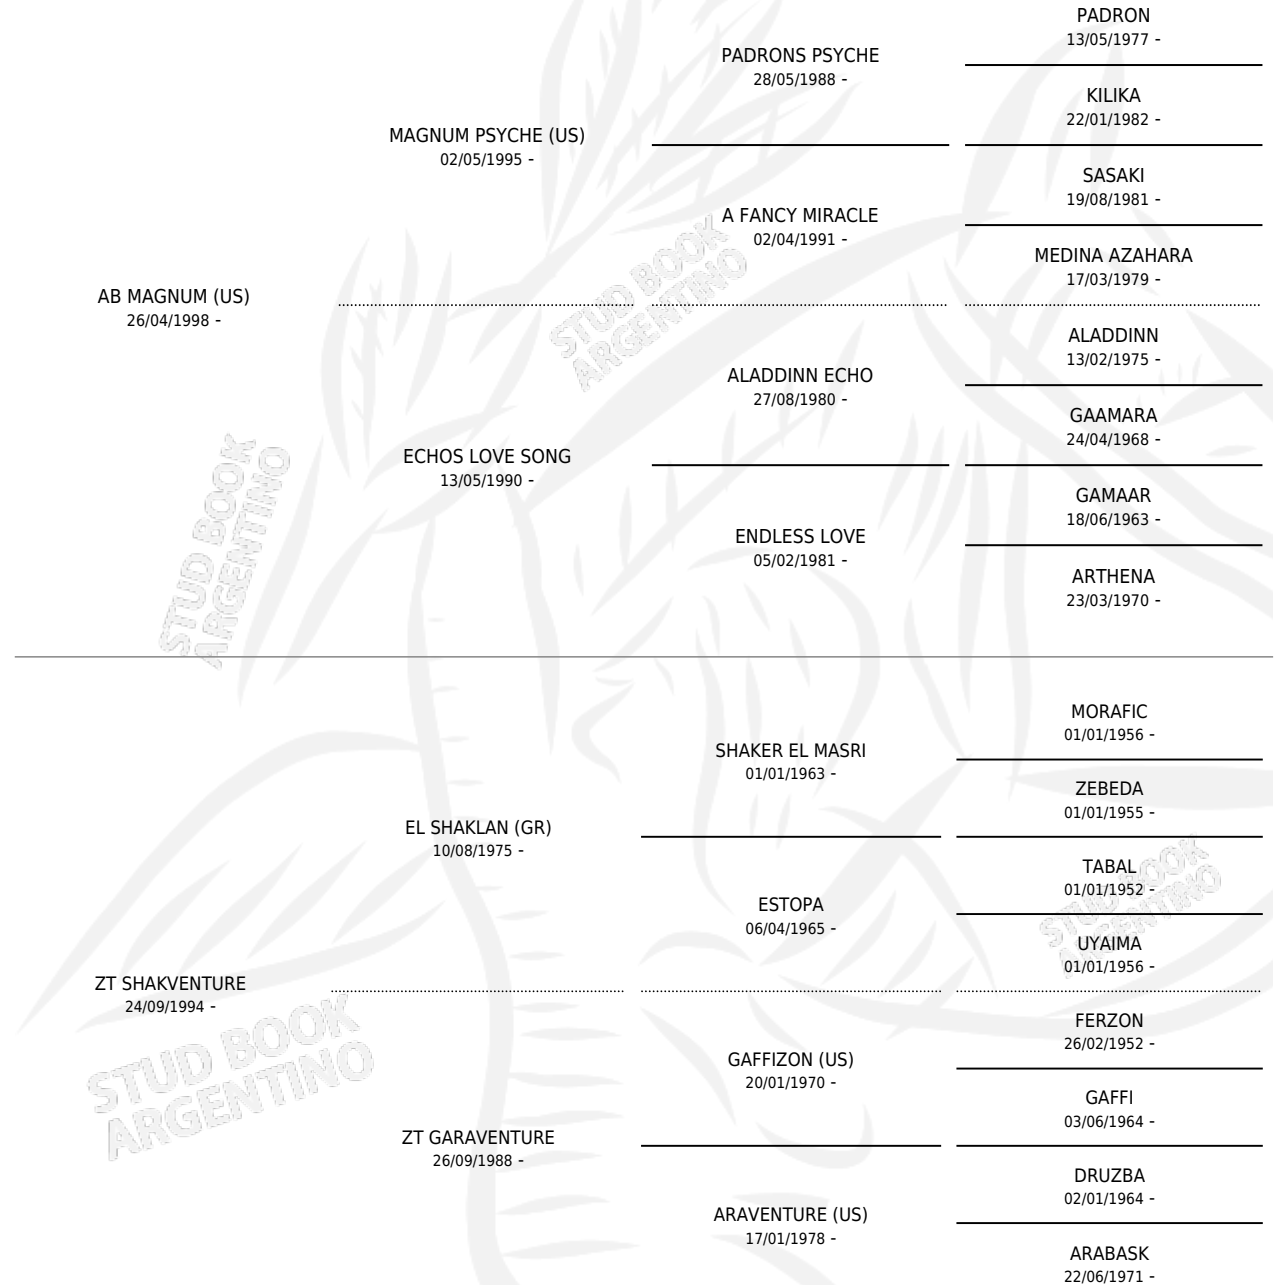 PADRON
13/05/1977 -
PADRONS PSYCHE
28/05/1988 -
KILIKA
22/01/1982 -
MAGNUM PSYCHE (US)
02/05/1995 -
SASAKI
19/08/1981 -
A FANCY MIRACLE
02/04/1991 -
MEDINA AZAHARA
17/03/1979 -
AB MAGNUM (US)
26/04/1998 -
STUD BOOK
ARGENTINO
ALADDINN
13/02/1975 -
ALADDINN ECHO
27/08/1980 -
GAAMARA
24/04/1968 -
ECHOS LOVE SONG
13/05/1990 -
GAMAAR
18/06/1963 -
ENDLESS LOVE
05/02/1981 -
ARTHENA
23/03/1970 -
STUD BOOK
ARGENTINO
MORAFIC
01/01/1956 -
SHAKER EL MASRI
01/01/1963 -
ZEBEDA
01/01/1955 -
EL SHAKLAN (GR)
10/08/1975 -
TABAL
01/01/1952 -
ESTOPA
06/04/1965 -
UYAIMA
01/01/1956 -
STUD BOOK
ARGENTINO
ZT SHAKVENTURE
24/09/1994 -
FERZON
26/02/1952 -
GAFFIZON (US)
20/01/1970 -
GAFFI
03/06/1964 -
STUD BOOK
ARGENTINO
ZT GARAVENTURE
26/09/1988 -
DRUZBA
02/01/1964 -
ARAVENTURE (US)
17/01/1978 -
ARABASK
22/06/1971 -